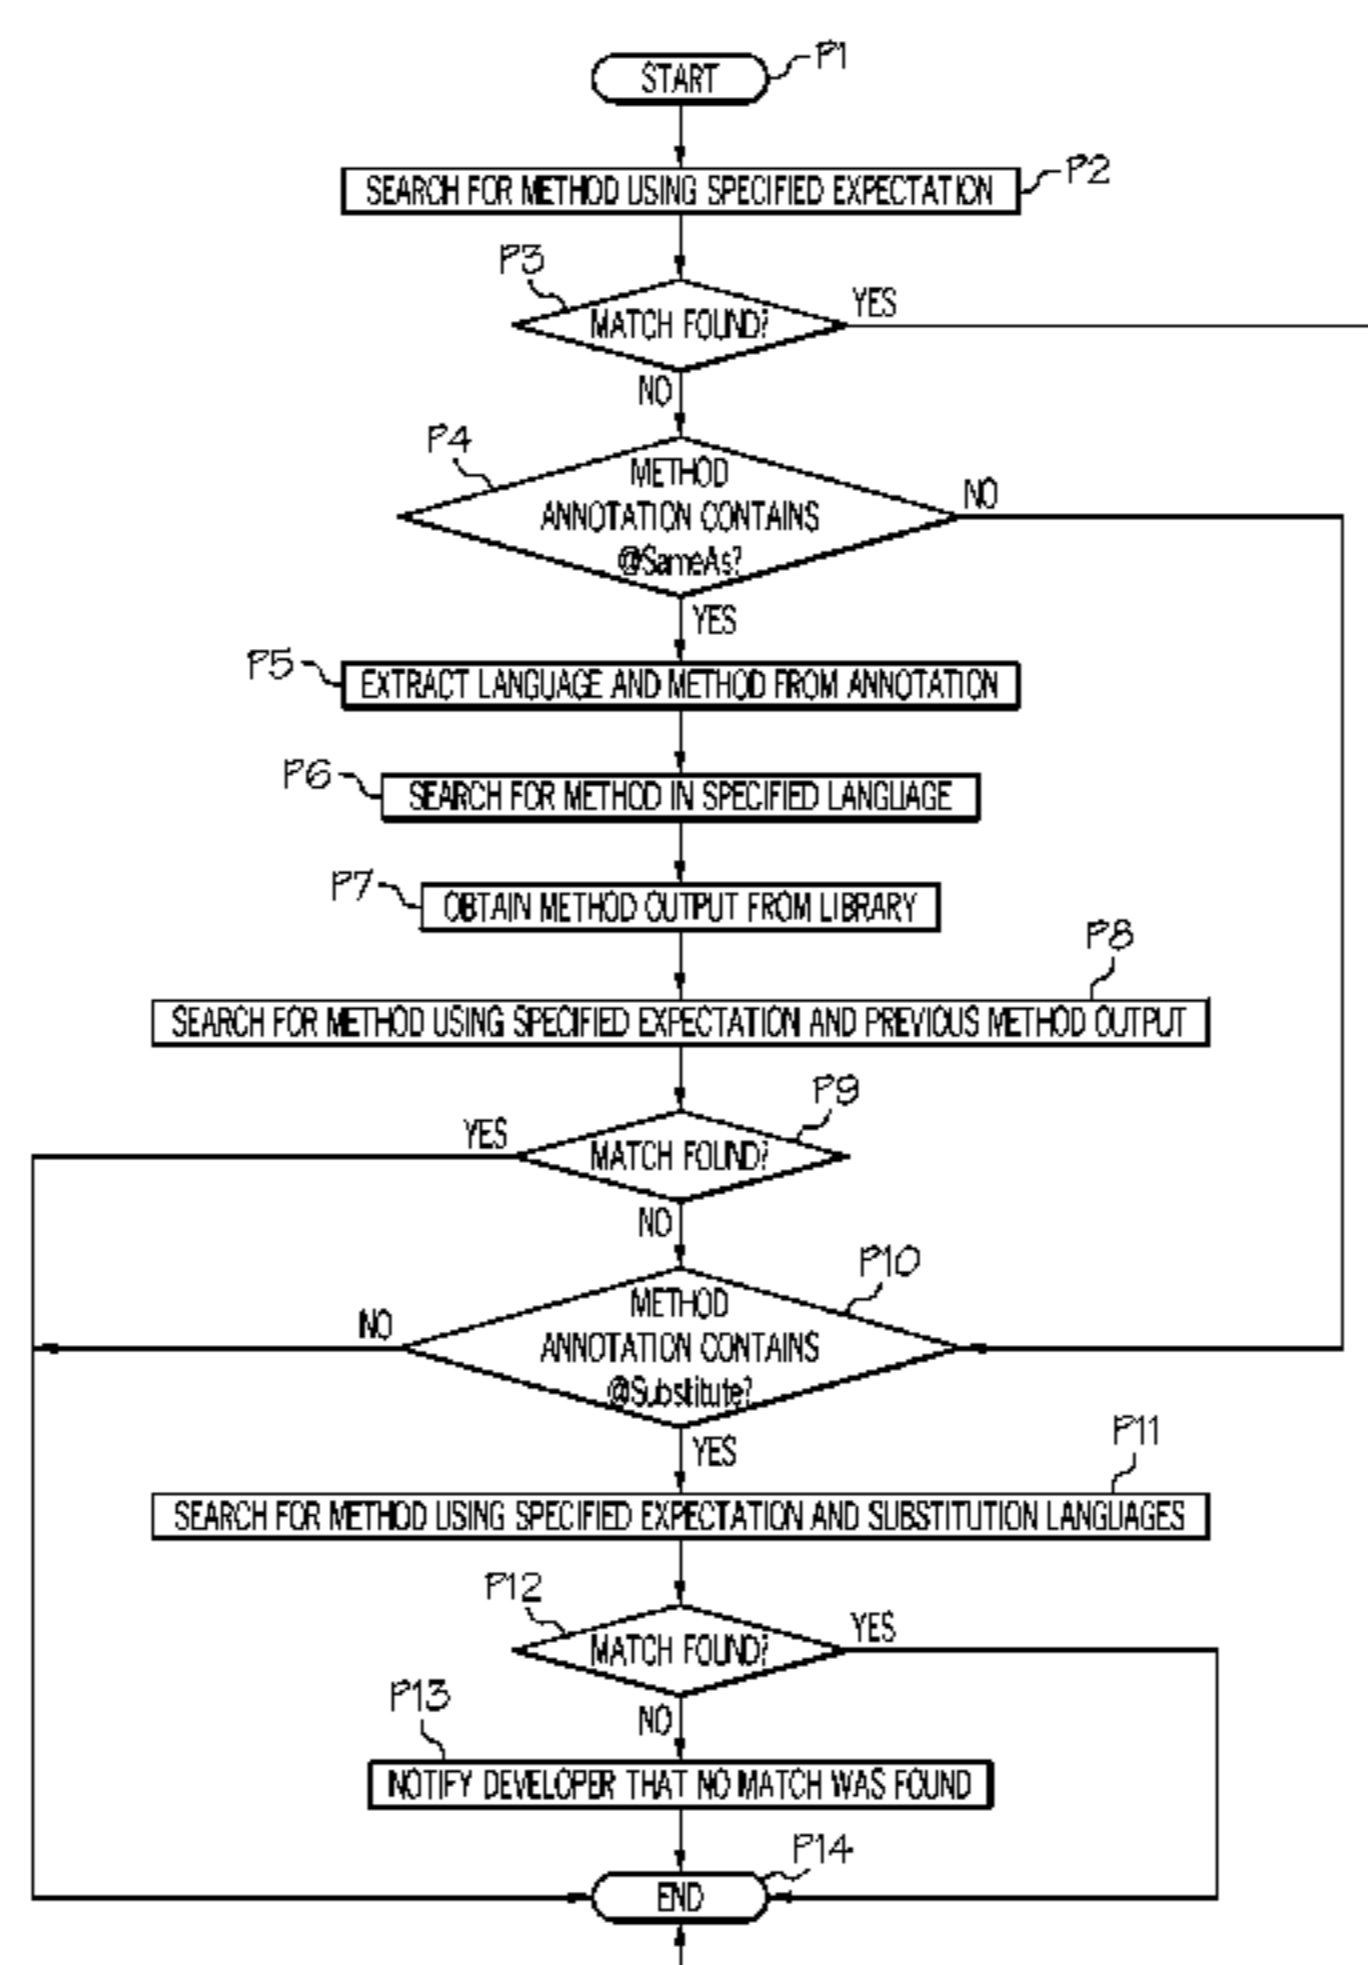 START
P1
SEARCH FOR METHOD USING SPECIFIED EXPECTATION
P2
P3
MATCH FOUND?
YES
NO
P4
METHOD
ANNOTATION CONTAINS
@SameAs?
NO
YES
P5
EXTRACT LANGUAGE AND METHOD FROM ANNOTATION
P6
SEARCH FOR METHOD IN SPECIFIED LANGUAGE
P7
OBTAIN METHOD OUTPUT FROM LIBRARY
P8
SEARCH FOR METHOD USING SPECIFIED EXPECTATION AND PREVIOUS METHOD OUTPUT
P9
YES
MATCH FOUND?
NO
P10
METHOD
NO
ANNOTATION CONTAINS
@Substitute?
YES
P11
SEARCH FOR METHOD USING SPECIFIED EXPECTATION AND SUBSTITUTION LANGUAGES
P12
MATCH FOUND?
YES
NO
P13
NOTIFY DEVELOPER THAT NO MATCH WAS FOUND
P14
END